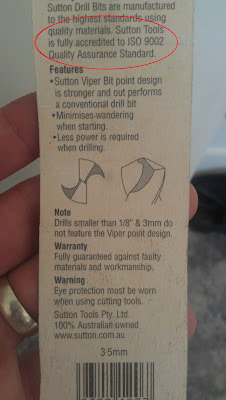 Sutton Drill Bits are manufactured
to the highest standards using
quality materials. Sutton Tools
is fully accredited to ISO 9002
Quality Assurance Standard.
Features
•Sutton Viper Bit point design
is stronger and out performs
a conventional drill bit
•Minimises wandering
when starting.
•Less power is required
when drilling.
Note
Drills smaller than 1/8" & 3mm do
not feature the Viper point design.
Warranty
Fully guaranteed against faulty
materials and workmanship.
Warning
Eye protection must be worn
when using cutting tools.
Sutton Tools Pty. Ltd.
100% Australian owned
www.sutton.com.au
3·5mm